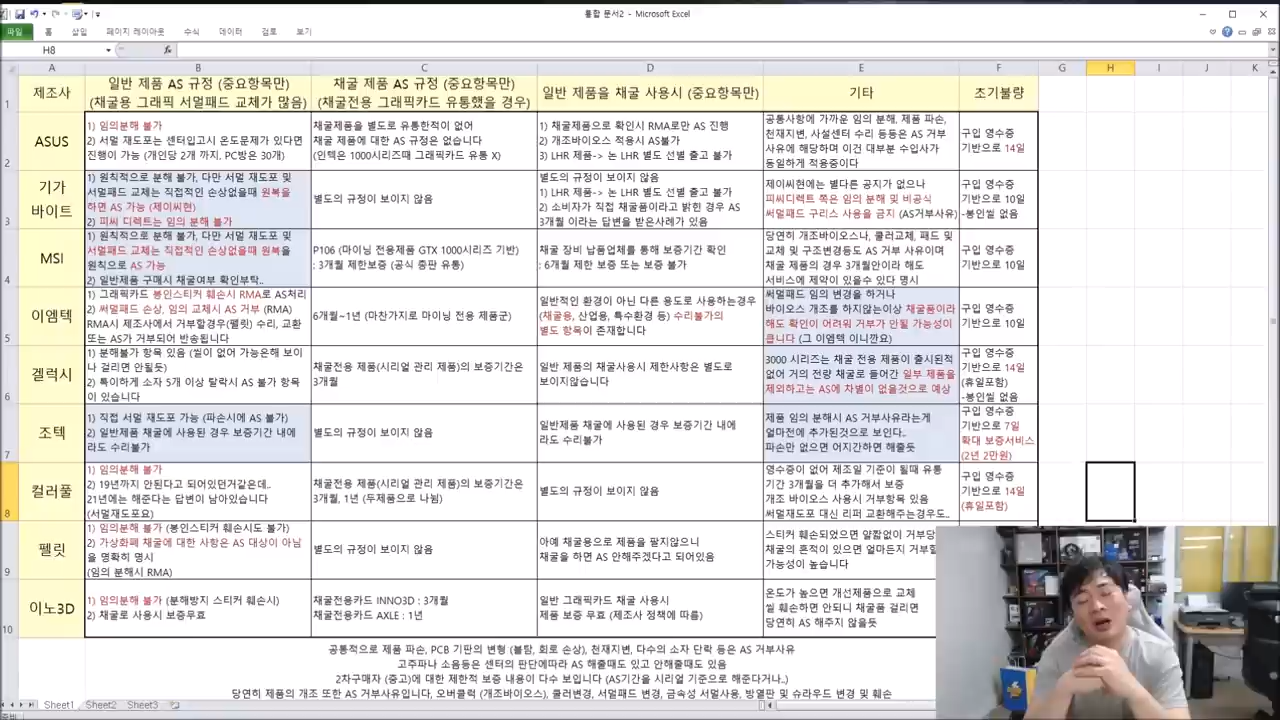 통합 문서2 - Microsoft Excel
파일 홈 삽입 페이지 레이아웃 수식 데이터 검토 보기
H8 fx
A B C D E F G H I J K
1
제조사
일반 제품 AS 규정 (중요항목만)
(채굴용 그래픽 서멀패드 교체가 많음)
채굴 제품 AS 규정 (중요항목만)
(채굴전용 그래픽카드 유통했을 경우)
일반 제품을 채굴 사용시 (중요항목만)
기타
초기불량
2
ASUS
1) 임의분해 불가
2) 서멀 재도포는 센터입고시 온도문제가 있다면
진행이 가능 (개인당 2개 까지, PC방은 30개)
채굴제품을 별도로 유통한적이 없어
채굴 제품에 대한 AS 규정은 없습니다
(인텍은 1000시리즈때 그래픽카드 유통 X)
1) 채굴제품으로 확인시 RMA로만 AS 진행
2) 개조바이오스 적용시 AS불가
3) LHR 제품-> 논 LHR 별도 선별 출고 불가
공통사항에 가까운 임의 분해, 제품 파손,
천재지변, 사설센터 수리 등등은 AS 거부
사유에 해당하며 이건 대부분 수입사가
동일하게 적용중이다
구입 영수증
기반으로 14일
3
기가
바이트
1) 원칙적으로 분해 불가, 다만 서멀 재도포 및
서멀패드 교체는 직접적인 손상없을때 원복을
하면 AS 가능 (제이씨현)
2) 피씨 디렉트는 임의 분해 불가
별도의 규정이 보이지 않음
별도의 규정이 보이지 않음
1) LHR 제품-> 논 LHR 별도 선별 출고 불가
2) 소비자가 직접 채굴품이라고 밝힌 경우 AS
3개월 이라는 답변을 받은사례가 있음
제이씨현에는 별다른 공지가 없으나
피씨디렉트 쪽은 임의 분해 및 비공식
써멀패드 구리스 사용을 금지 (AS거부사유)
구입 영수증
기반으로 10일
-봉인씰 없음
4
MSI
1) 원칙적으로 분해 불가, 다만 서멀 재도포 및
서멀패드 교체는 직접적인 손상없을때 원복을
원칙으로 AS 가능
2) 일반제품 구매시 채굴여부 확인부탁..
P106 (마이닝 전용제품 GTX 1000시리즈 기반)
: 3개월 제한보증 (공식 총판 유통)
채굴 장비 납품업체를 통해 보증기간 확인
: 6개월 제한 보증 또는 보증 불가
당연히 개조바이오스나, 쿨러교체, 패드 및
교체 및 구조변경등도 AS 거부 사유이며
채굴 제품의 경우 3개월안이라 해도
서비스에 제약이 있을수 있다 명시
구입 영수증
기반으로 10일
5
이엠텍
1) 그래픽카드 봉인스티커 훼손시 RMA로 AS처리
2) 써멀패드 손상, 임의 교체시 AS 거부 (RMA)
RMA시 제조사에서 거부할경우(팰릿) 수리, 교환
또는 AS가 거부되어 반송됩니다
6개월~1년 (마찬가지로 마이닝 전용 제품군)
일반적인 환경이 아닌 다른 용도로 사용하는경우
(채굴용, 산업용, 특수환경 등) 수리불가의
별도 항목이 존재합니다
써멀패드 임의 변경을 하거나
바이오스 개조를 하지않는이상 채굴품이라
해도 확인이 어려워 거부가 안될 가능성이
큽니다 (그 이엠텍 이니깐요)
구입 영수증
기반으로 10일
6
겔럭시
1) 분해불가 항목 있음 (씰이 없어 가능은해 보이
나 걸리면 안될듯)
2) 특이하게 소자 5개 이상 탈락시 AS 불가 항목
이 있습니다
채굴전용 제품(시리얼 관리 제품)의 보증기간은
3개월
일반 제품의 채굴사용시 제한사항은 별도로
보이지않습니다
3000 시리즈는 채굴 전용 제품이 출시된적
없어 거의 전량 채굴로 들어간 일부 제품을
제외하고는 AS에 차별이 없을것으로 예상
구입 영수증
기반으로 14일
(휴일포함)
-봉인씰 없음
7
조텍
1) 직접 서멀 재도포 가능 (파손시에 AS 불가)
2) 일반제품 채굴에 사용된 경우 보증기간 내에
라도 수리불가
별도의 규정이 보이지 않음
일반제품 채굴에 사용된 경우 보증기간 내에
라도 수리불가
제품 임의 분해시 AS 거부사유라는게
얼마전에 추가된것으로 보인다..
파손만 없으면 어지간하면 해줄듯
구입 영수증
기반으로 7일
확대 보증서비스
(2년 2만원)
8
컬러풀
1) 임의분해 불가
2) 19년까지 안된다고 되어있던거같은데..
21년에는 해준다는 답변이 남아있습니다
(서멀재도포요)
채굴전용 제품(시리얼 관리 제품)의 보증기간은
3개월, 1년 (두제품으로 나뉨)
별도의 규정이 보이지 않음
영수증이 없어 제조일 기준이 될때 유통
기간 3개월을 더 추가해서 보증
개조 바이오스 사용시 거부항목 있음
써멀재도포 대신 리퍼 교환해주는경우도..
구입 영수증
기반으로 14일
(휴일포함)
9
펠릿
1) 임의분해 불가 (봉인스티커 훼손시도 불가)
2) 가상화폐 채굴에 대한 사항은 AS 대상이 아님
을 명확히 명시
(임의 분해시 RMA)
별도의 규정이 보이지 않음
아예 채굴용으로 제품을 팔지않으니
채굴을 하면 AS 안해주겠다고 되어있음
스티커 훼손되었으면 얄짧없이 거부당
채굴의 흔적이 있으면 얼마든지 거부할
가능성이 높습니다
10
이노3D
1) 임의분해 불가 (분해방지 스티커 훼손시)
2) 채굴로 사용시 보증무효
채굴전용카드 INNO3D : 3개월
채굴전용카드 AXLE : 1년
일반 그래픽카드 채굴 사용시
제품 보증 무효 (제조사 정책에 따름)
온도가 높으면 개선제품으로 교체
씰 훼손하면 안되니 채굴품 걸리면
당연히 AS 해주지 않을듯
공통적으로 제품 파손, PCB 기판의 변형 (불탐, 회로 손상), 천재지변, 다수의 소자 단락 등은 AS 거부사유
고주파나 소음등은 센터의 판단에따라 AS 해줄때도 있고 안해줄때도 있음
2차구매자 (중고)에 대한 제한적 보증 내용이 다수 보입니다 (AS기간을 시리얼 기준으로 해준다거나..)
당연히 제품의 개조 또한 AS 거부사유입니다, 오버클럭 (개조바이오스), 쿨러변경, 서멀패드 변경, 금속성 서멀사용, 방열판 및 슈라우드 변경 및 훼손
Sheet1 Sheet2 Sheet3
준비